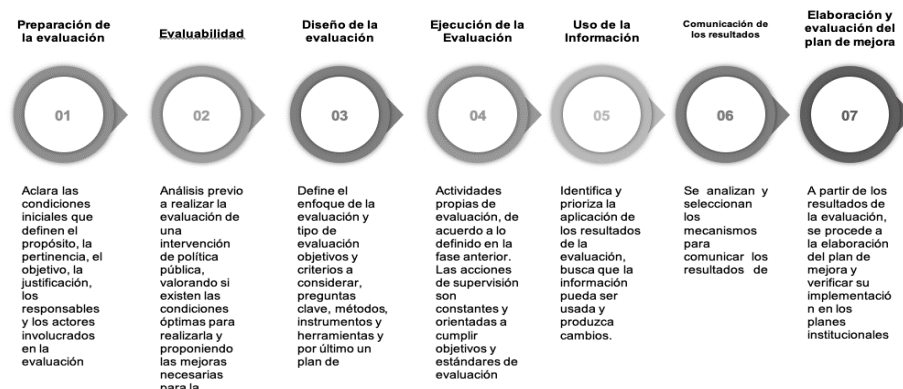 Preparación de
la evaluación
01
Aclara las
condiciones
iniciales que
definen el
propósito, la
pertinencia, el
objetivo, la
justificación,
los
responsables
y los actores
involucrados
en la
evaluación
Evaluabilidad
02
Análisis previo
a realizar la
evaluación de
una
intervención
de política
pública,
valorando si
existen las
condiciones
óptimas para
realizarla y
proponiendo
las mejoras
necesarias
para la
Diseño de la
evaluación
03
Define el
enfoque de la
evaluación y
tipo de
evaluación
objetivos y
criterios a
considerar,
preguntas
clave, métodos,
instrumentos y
herramientas y
por último un
plan de
Ejecución de la
Evaluación
04
Actividades
propias de
evaluación, de
acuerdo a lo
definido en la
fase anterior.
Las acciones
de supervisión
son
constantes y
orientadas a
cumplir
objetivos y
estándares de
evaluación
Uso de la
Información
05
Identifica y
prioriza la
aplicación de
los resultados
de la
evaluación,
busca que la
información
pueda ser
usada y
produzca
cambios.
Comunicación de
los resultados
06
Se analizan y
seleccionan
los
mecanismos
para
comunicar los
resultados de
Elaboración y
evaluación del
plan de mejora
07
A partir de los
resultados de
la evaluación,
se procede a
la elaboración
del plan de
mejora y
verificar su
implementació
n en los
planes
institucionales